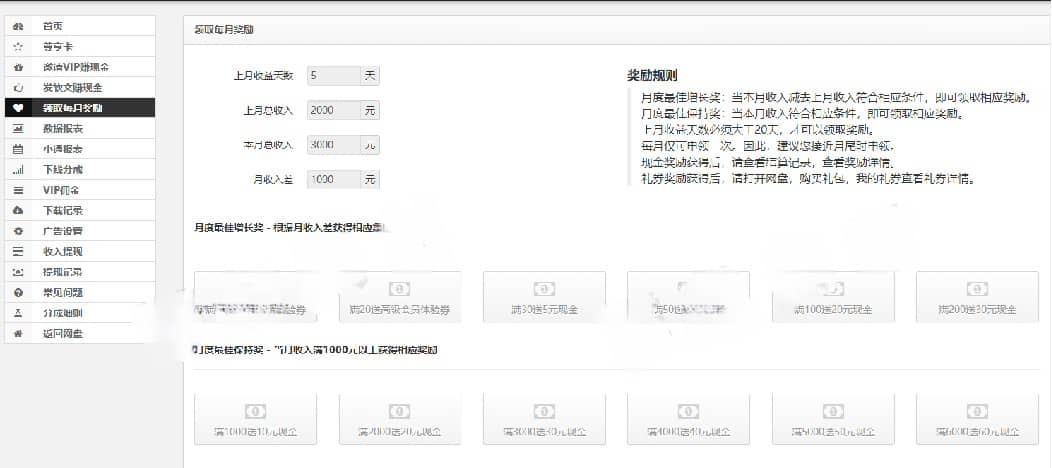 首页
尊享卡
邀请VIP赚现金
发软文赚现金
领取每月奖励
数据报表
小通报表
下线分成
VIP佣金
下载记录
广告设置
收入提现
提现记录
常见问题
分成细则
返回网盘
领取每月奖励
上月收益天数 5 天
上月总收入 2000 元
本月总收入 3000 元
月收入差 1000 元
奖励规则
月度最佳增长奖：当本月收入减去上月收入符合相应条件，即可领取相应奖励。
月度最佳保持奖：当本月收入符合相应条件，即可领取相应奖励。
上月收益天数必须大于20天，才可以领取奖励。
每月仅可申领一次。因此，建议您接近月尾时申领。
现金奖励获得后，请查看结算记录，查看奖励详情。
礼券奖励获得后，请打开网盘，购买礼包，我的礼券查看礼券详情。
月度最佳增长奖 - 根据月收入差获得相应
验券
满20送高级会员体验券
满30送5元现金
满50送
满100送20元现金
满200送30元现金
月度最佳保持奖 - 当月收入满1000元以上获得相应奖励
满1000送10元现金
满2000送20元现金
满3000送30元现金
满4000送40元现金
满5000送50元现金
满6000送60元现金